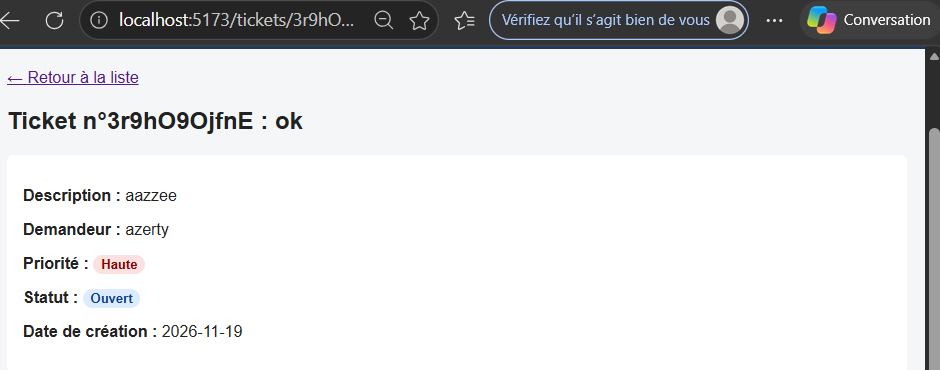 localhost:5173/tickets/3r9hO...
Vérifiez qu'il s'agit bien de vous
Conversation
← Retour à la liste
Ticket n°3r9hO9OjfnE : ok
Description : aazzee
Demandeur : azerty
Priorité : Haute
Statut : Ouvert
Date de création : 2026-11-19